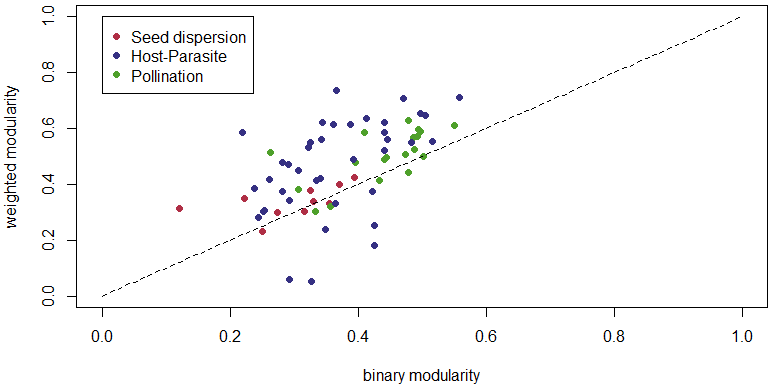 Seed dispersion
Host-Parasite
Pollination
weighted modularity
1.0
0.8
0.6
0.4
0.2
0.0
0.0 0.2 0.4 0.6 0.8 1.0
binary modularity